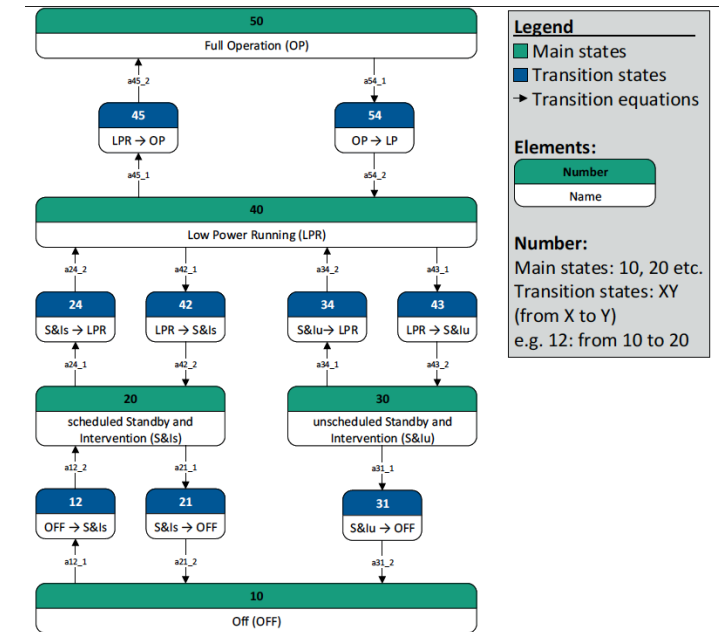 50
Full Operation (OP)
a45_2
a54_1
45
LPR → OP
54
OP → LP
a45_1
a54_2
40
Low Power Running (LPR)
a24_2
a42_1
a34_2
a43_1
24
S&Is → LPR
42
LPR → S&Is
34
S&Iu→ LPR
43
LPR → S&Iu
a24_1
a42_2
a34_1
a43_2
20
scheduled Standby and
Intervention (S&Is)
30
unscheduled Standby and
Intervention (S&Iu)
a12_2
a21_1
a31_1
12
OFF → S&Is
21
S&Is → OFF
31
S&Iu → OFF
a12_1
a21_2
a31_2
10
Off (OFF)
Legend
Main states
Transition states
Transition equations
Elements:
Number
Name
Number:
Main states: 10, 20 etc.
Transition states: XY
(from X to Y)
e.g. 12: from 10 to 20